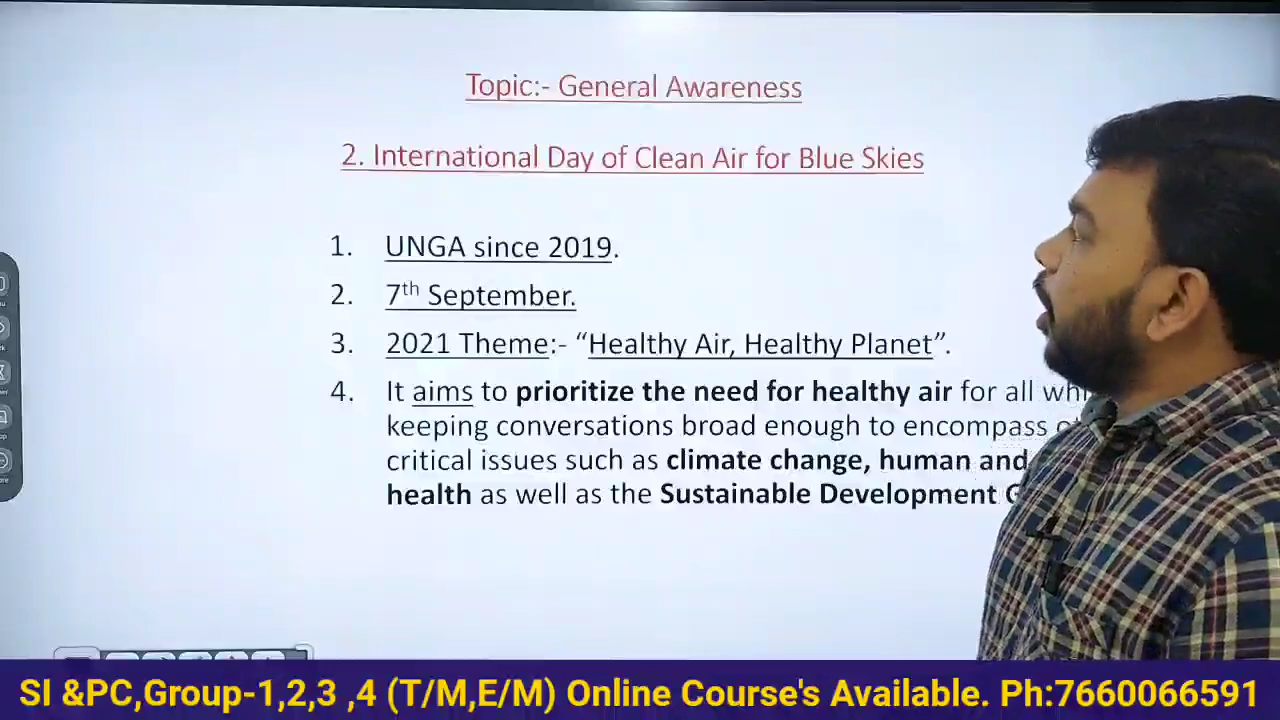 Topic:- General Awareness
2. International Day of Clean Air for Blue Skies
1. UNGA since 2019.
2. 7th September.
3. 2021 Theme:- “Healthy Air, Healthy Planet”.
4. It aims to prioritize the need for healthy air for all
keeping conversations broad enough to encompass
critical issues such as climate change, human and
health as well as the Sustainable Development
SI &PC,Group-1,2,3 ,4 (T/M,E/M) Online Course's Available. Ph:7660066591